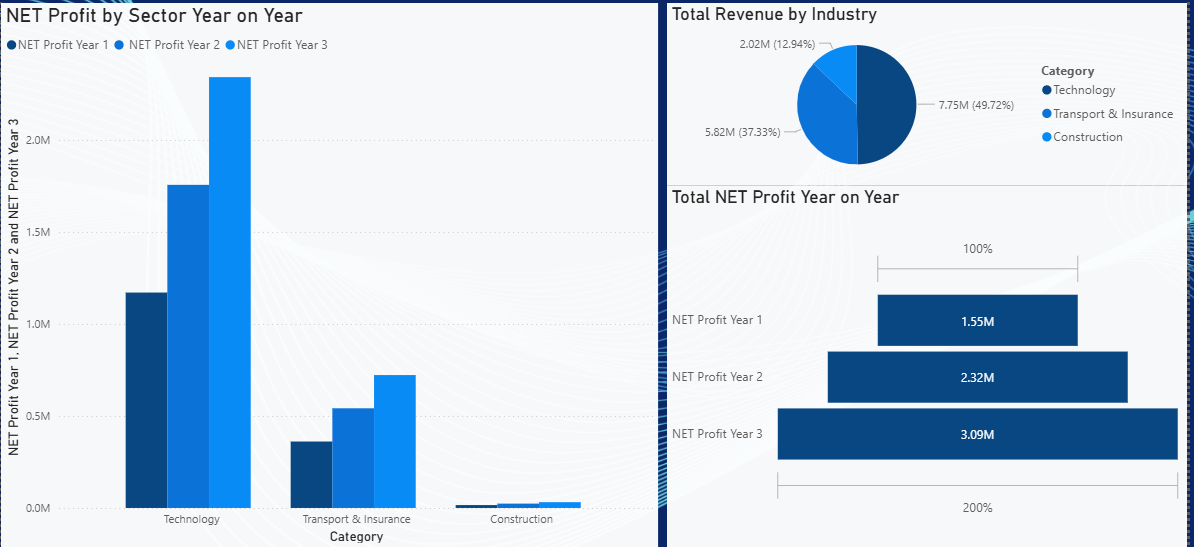 NET Profit by Sector Year on Year
NET Profit Year 1 NET Profit Year 2 NET Profit Year 3
NET Profit Year 1, NET Profit Year 2 and NET Profit Year 3
2.0M
1.5M
1.0M
0.5M
0.0M
Technology Transport & Insurance Construction
Category
Total Revenue by Industry
2.02M (12.94%)
7.75M (49.72%)
5.82M (37.33%)
Category
Technology
Transport & Insurance
Construction
Total NET Profit Year on Year
100%
NET Profit Year 1 1.55M
NET Profit Year 2 2.32M
NET Profit Year 3 3.09M
200%